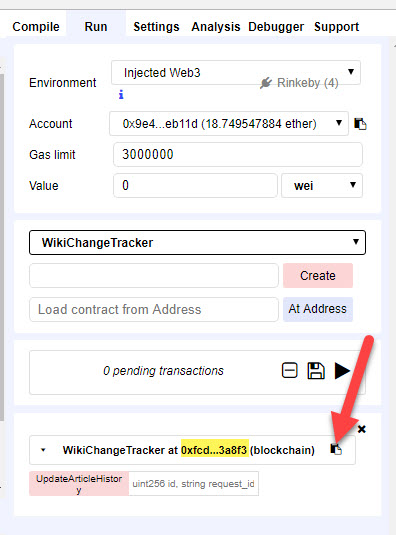 Compile Run Settings Analysis Debugger Support
Environment Injected Web3
Rinkeby (4)
Account 0x9e4...eb11d (18.749547884 ether)
Gas limit 3000000
Value 0 wei
WikiChangeTracker
Create
Load contract from Address At Address
0 pending transactions
WikiChangeTracker at 0xfcd...3a8f3 (blockchain)
UpdateArticleHistor
y
uint256 id, string request_id